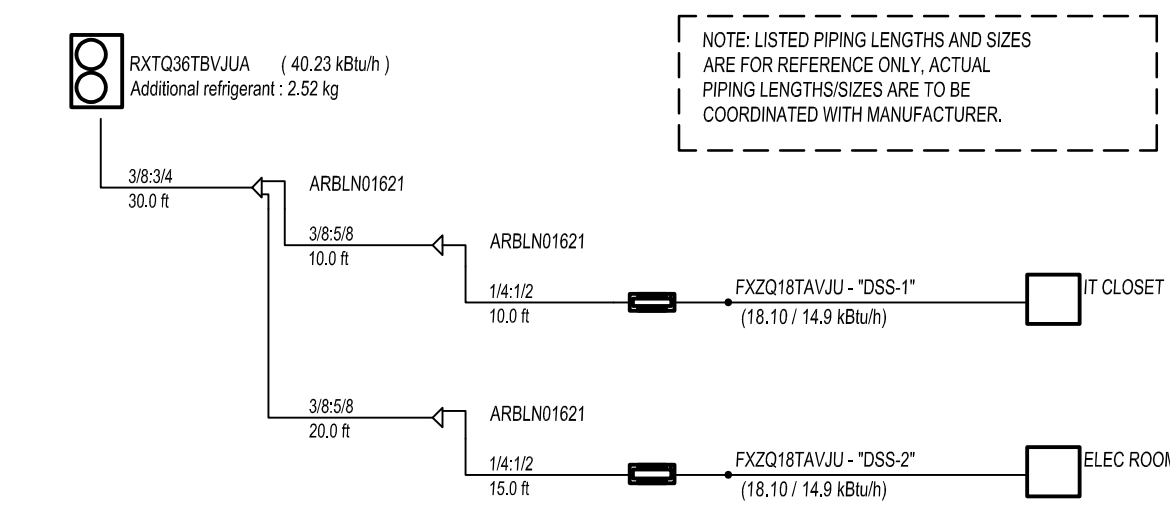 RXTQ36TBVJUA ( 40.23 kBtu/h )
Additional refrigerant : 2.52 kg
NOTE: LISTED PIPING LENGTHS AND SIZES
ARE FOR REFERENCE ONLY, ACTUAL
PIPING LENGTHS/SIZES ARE TO BE
COORDINATED WITH MANUFACTURER.
3/8:3/4
30.0 ft
ARBLN01621
3/8:5/8
10.0 ft
ARBLN01621
1/4:1/2
10.0 ft
FXZQ18TAVJU - "DSS-1"
(18.10 / 14.9 kBtu/h)
IT CLOSET
3/8:5/8
20.0 ft
ARBLN01621
1/4:1/2
15.0 ft
FXZQ18TAVJU - "DSS-2"
(18.10 / 14.9 kBtu/h)
ELEC ROOM